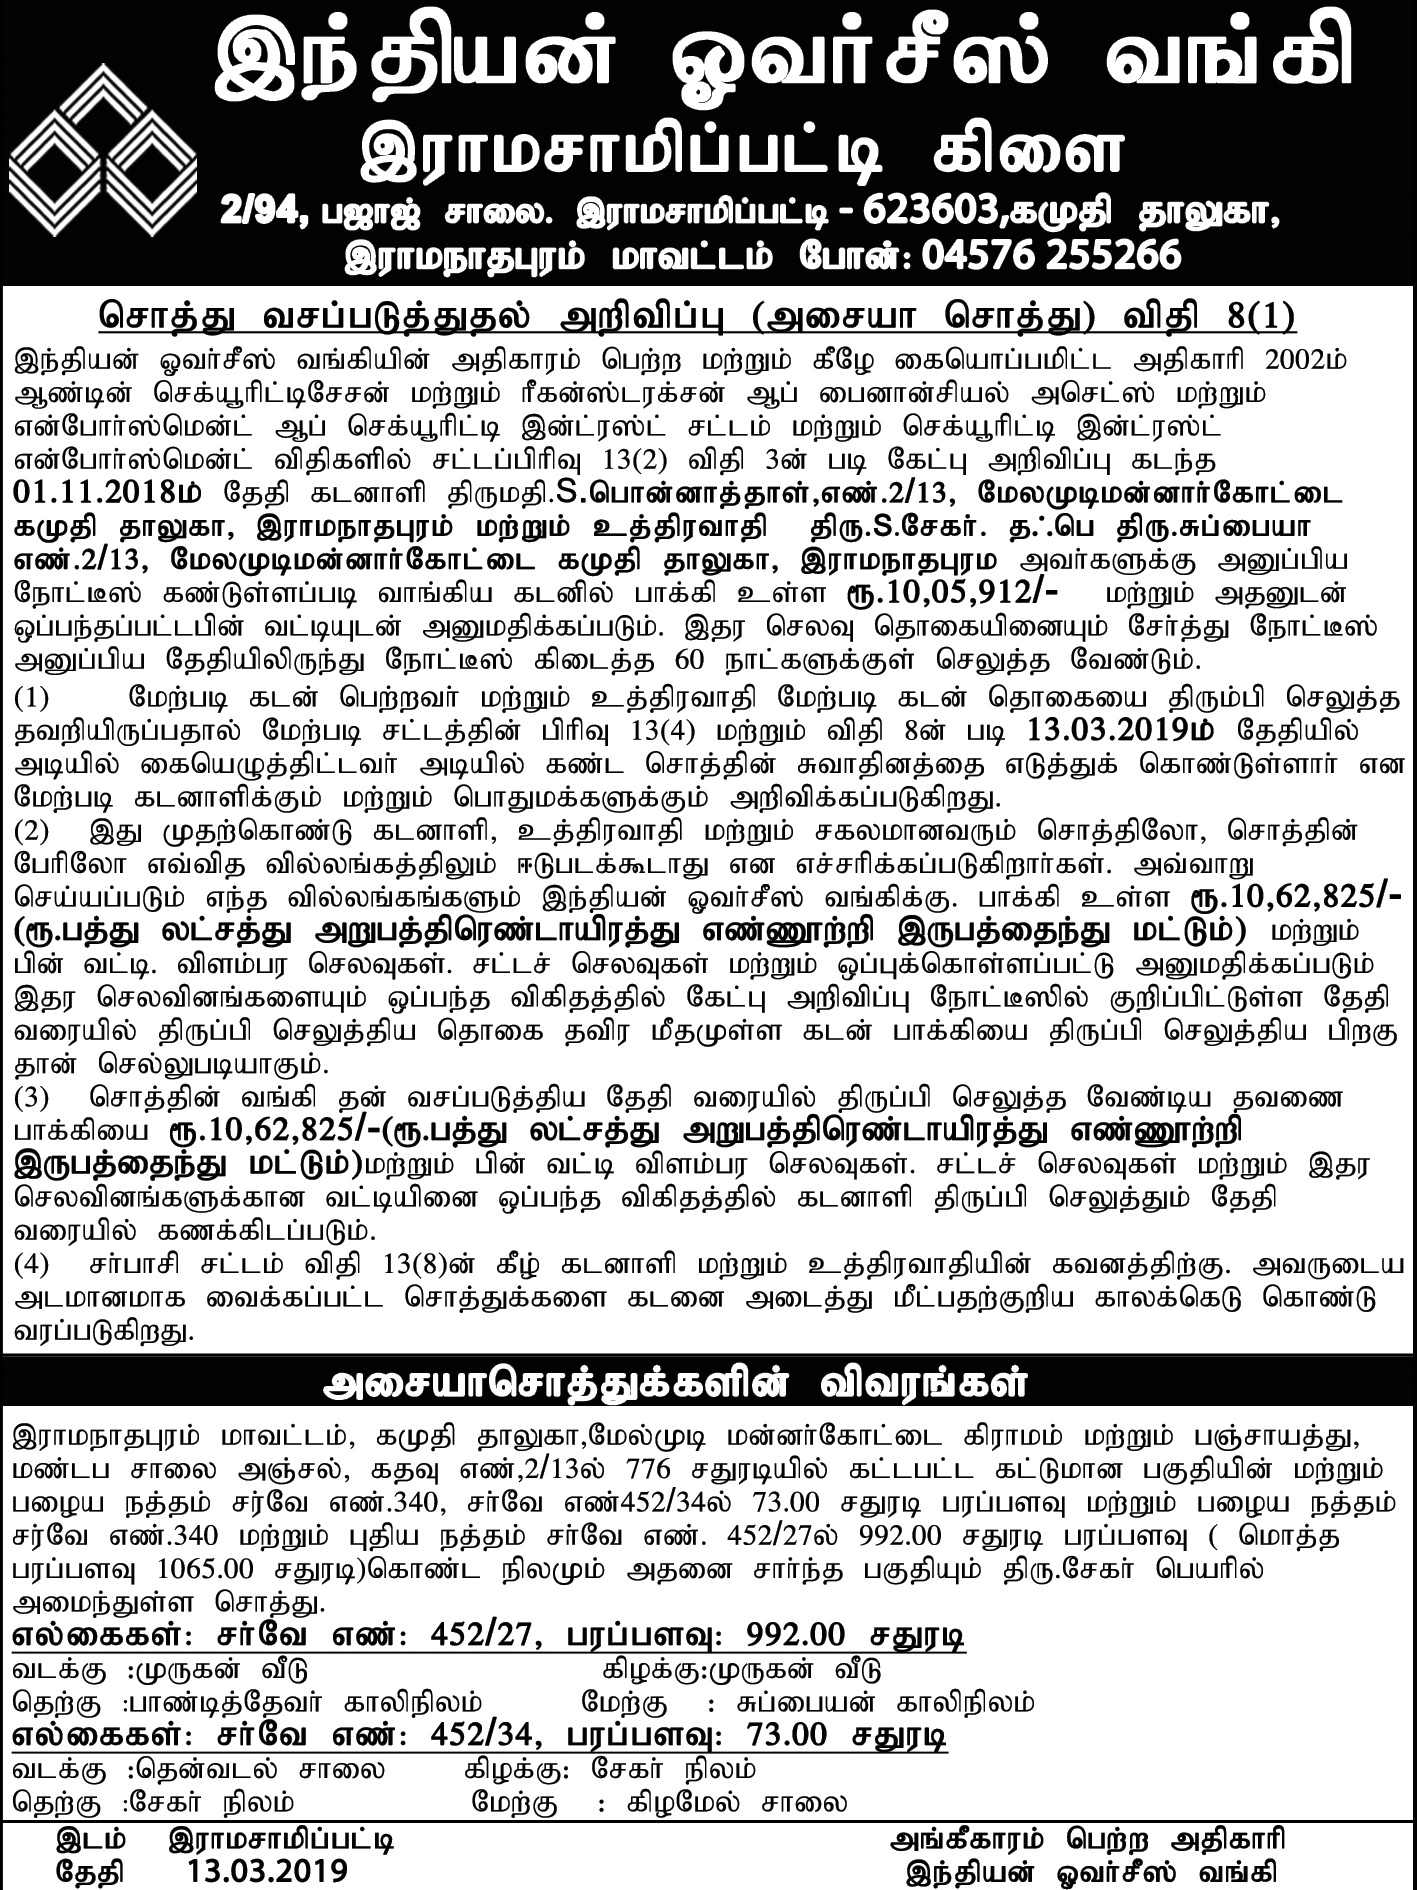 இந்தியன் ஓவர்சீஸ் வங்கி
இராமசாமிப்பட்டி கிளை
2/94, பஜாஜ் சாலை. இராமசாமிப்பட்டி - 623603,கமுதி தாலுகா,
இராமநாதபுரம் மாவட்டம் போன்: 04576 255266
சொத்து வசப்படுத்துதல் அறிவிப்பு (அசையா சொத்து) விதி 8(1)
இந்தியன் ஓவர்சீஸ் வங்கியின் அதிகாரம் பெற்ற மற்றும் கீழே கையொப்பமிட்ட அதிகாரி 2002ம்
ஆண்டின் செக்யூரிட்டிசேசன் மற்றும் ரீகன்ஸ்டரக்சன் ஆப் பைனான்சியல் அசெட்ஸ் மற்றும்
என்போர்ஸ்மென்ட் ஆப் செக்யூரிட்டி இன்ட்ரஸ்ட் சட்டம் மற்றும் செக்யூரிட்டி இன்ட்ரஸ்ட்
என்போர்ஸ்மென்ட் விதிகளில் சட்டப்பிரிவு 13(2) விதி 3ன் படி கேட்பு அறிவிப்பு கடந்த
01.11.2018ம் தேதி கடனாளி திருமதி.S.பொன்னாத்தாள்,எண்.2/13, மேலமுடிமன்னார்கோட்டை
கமுதி தாலுகா, இராமநாதபுரம் மற்றும் உத்திரவாதி திரு.S.சேகர். த/பெ திரு.சுப்பையா
எண்.2/13, மேலமுடிமன்னார்கோட்டை கமுதி தாலுகா, இராமநாதபுரம அவர்களுக்கு அனுப்பிய
நோட்டீஸ் கண்டுள்ளப்படி வாங்கிய கடனில் பாக்கி உள்ள ரூ.10,05,912/- மற்றும் அதனுடன்
ஒப்பந்தப்பட்டபின் வட்டியுடன் அனுமதிக்கப்படும். இதர செலவு தொகையினையும் சேர்த்து நோட்டீஸ்
அனுப்பிய தேதியிலிருந்து நோட்டீஸ் கிடைத்த 60 நாட்களுக்குள் செலுத்த வேண்டும்.
(1) மேற்படி கடன் பெற்றவர் மற்றும் உத்திரவாதி மேற்படி கடன் தொகையை திரும்பி செலுத்த
தவறியிருப்பதால் மேற்படி சட்டத்தின் பிரிவு 13(4) மற்றும் விதி 8ன் படி 13.03.2019ம் தேதியில்
அடியில் கையெழுத்திட்டவர் அடியில் கண்ட சொத்தின் சுவாதினத்தை எடுத்துக் கொண்டுள்ளார் என
மேற்படி கடனாளிக்கும் மற்றும் பொதுமக்களுக்கும் அறிவிக்கப்படுகிறது.
(2) இது முதற்கொண்டு கடனாளி, உத்திரவாதி மற்றும் சகலமானவரும் சொத்திலோ, சொத்தின்
பேரிலோ எவ்வித வில்லங்கத்திலும் ஈடுபடக்கூடாது என எச்சரிக்கப்படுகிறார்கள். அவ்வாறு
செய்யப்படும் எந்த வில்லங்கங்களும் இந்தியன் ஓவர்சீஸ் வங்கிக்கு. பாக்கி உள்ள ரூ.10,62,825/-
(ரூ.பத்து லட்சத்து அறுபத்திரெண்டாயிரத்து எண்ணூற்றி இருபத்தைந்து மட்டும்) மற்றும்
பின் வட்டி. விளம்பர செலவுகள். சட்டச் செலவுகள் மற்றும் ஒப்புக்கொள்ளப்பட்டு அனுமதிக்கப்படும்
இதர செலவினங்களையும் ஒப்பந்த விகிதத்தில் கேட்பு அறிவிப்பு நோட்டீஸில் குறிப்பிட்டுள்ள தேதி
வரையில் திருப்பி செலுத்திய தொகை தவிர மீதமுள்ள கடன் பாக்கியை திருப்பி செலுத்திய பிறகு
தான் செல்லுபடியாகும்.
(3) சொத்தின் வங்கி தன் வசப்படுத்திய தேதி வரையில் திருப்பி செலுத்த வேண்டிய தவணை
பாக்கியை ரூ.10,62,825/-(ரூ.பத்து லட்சத்து அறுபத்திரெண்டாயிரத்து எண்ணூற்றி
இருபத்தைந்து மட்டும்)மற்றும் பின் வட்டி விளம்பர செலவுகள். சட்டச் செலவுகள் மற்றும் இதர
செலவினங்களுக்கான வட்டியினை ஒப்பந்த விகிதத்தில் கடனாளி திருப்பி செலுத்தும் தேதி
வரையில் கணக்கிடப்படும்.
(4) சர்பாசி சட்டம் விதி 13(8)ன் கீழ் கடனாளி மற்றும் உத்திரவாதியின் கவனத்திற்கு. அவருடைய
அடமானமாக வைக்கப்பட்ட சொத்துக்களை கடனை அடைத்து மீட்பதற்குறிய காலக்கெடு கொண்டு
வரப்படுகிறது.
அசையாசொத்துக்களின் விவரங்கள்
இராமநாதபுரம் மாவட்டம், கமுதி தாலுகா,மேல்முடி மன்னர்கோட்டை கிராமம் மற்றும் பஞ்சாயத்து,
மண்டப சாலை அஞ்சல், கதவு எண்,2/13ல் 776 சதுரடியில் கட்டபட்ட கட்டுமான பகுதியின் மற்றும்
பழைய நத்தம் சர்வே எண்.340, சர்வே எண்452/34ல் 73.00 சதுரடி பரப்பளவு மற்றும் பழைய நத்தம்
சர்வே எண்.340 மற்றும் புதிய நத்தம் சர்வே எண். 452/27ல் 992.00 சதுரடி பரப்பளவு ( மொத்த
பரப்பளவு 1065.00 சதுரடி)கொண்ட நிலமும் அதனை சார்ந்த பகுதியும் திரு.சேகர் பெயரில்
அமைந்துள்ள சொத்து.
எல்கைகள்: சர்வே எண்: 452/27, பரப்பளவு: 992.00 சதுரடி
வடக்கு :முருகன் வீடு கிழக்கு:முருகன் வீடு
தெற்கு :பாண்டித்தேவர் காலிநிலம் மேற்கு : சுப்பையன் காலிநிலம்
எல்கைகள்: சர்வே எண்: 452/34, பரப்பளவு: 73.00 சதுரடி
வடக்கு :தென்வடல் சாலை கிழக்கு: சேகர் நிலம்
தெற்கு :சேகர் நிலம் மேற்கு : கிழமேல் சாலை
இடம் இராமசாமிப்பட்டி அங்கீகாரம் பெற்ற அதிகாரி
தேதி 13.03.2019 இந்தியன் ஓவர்சீஸ் வங்கி